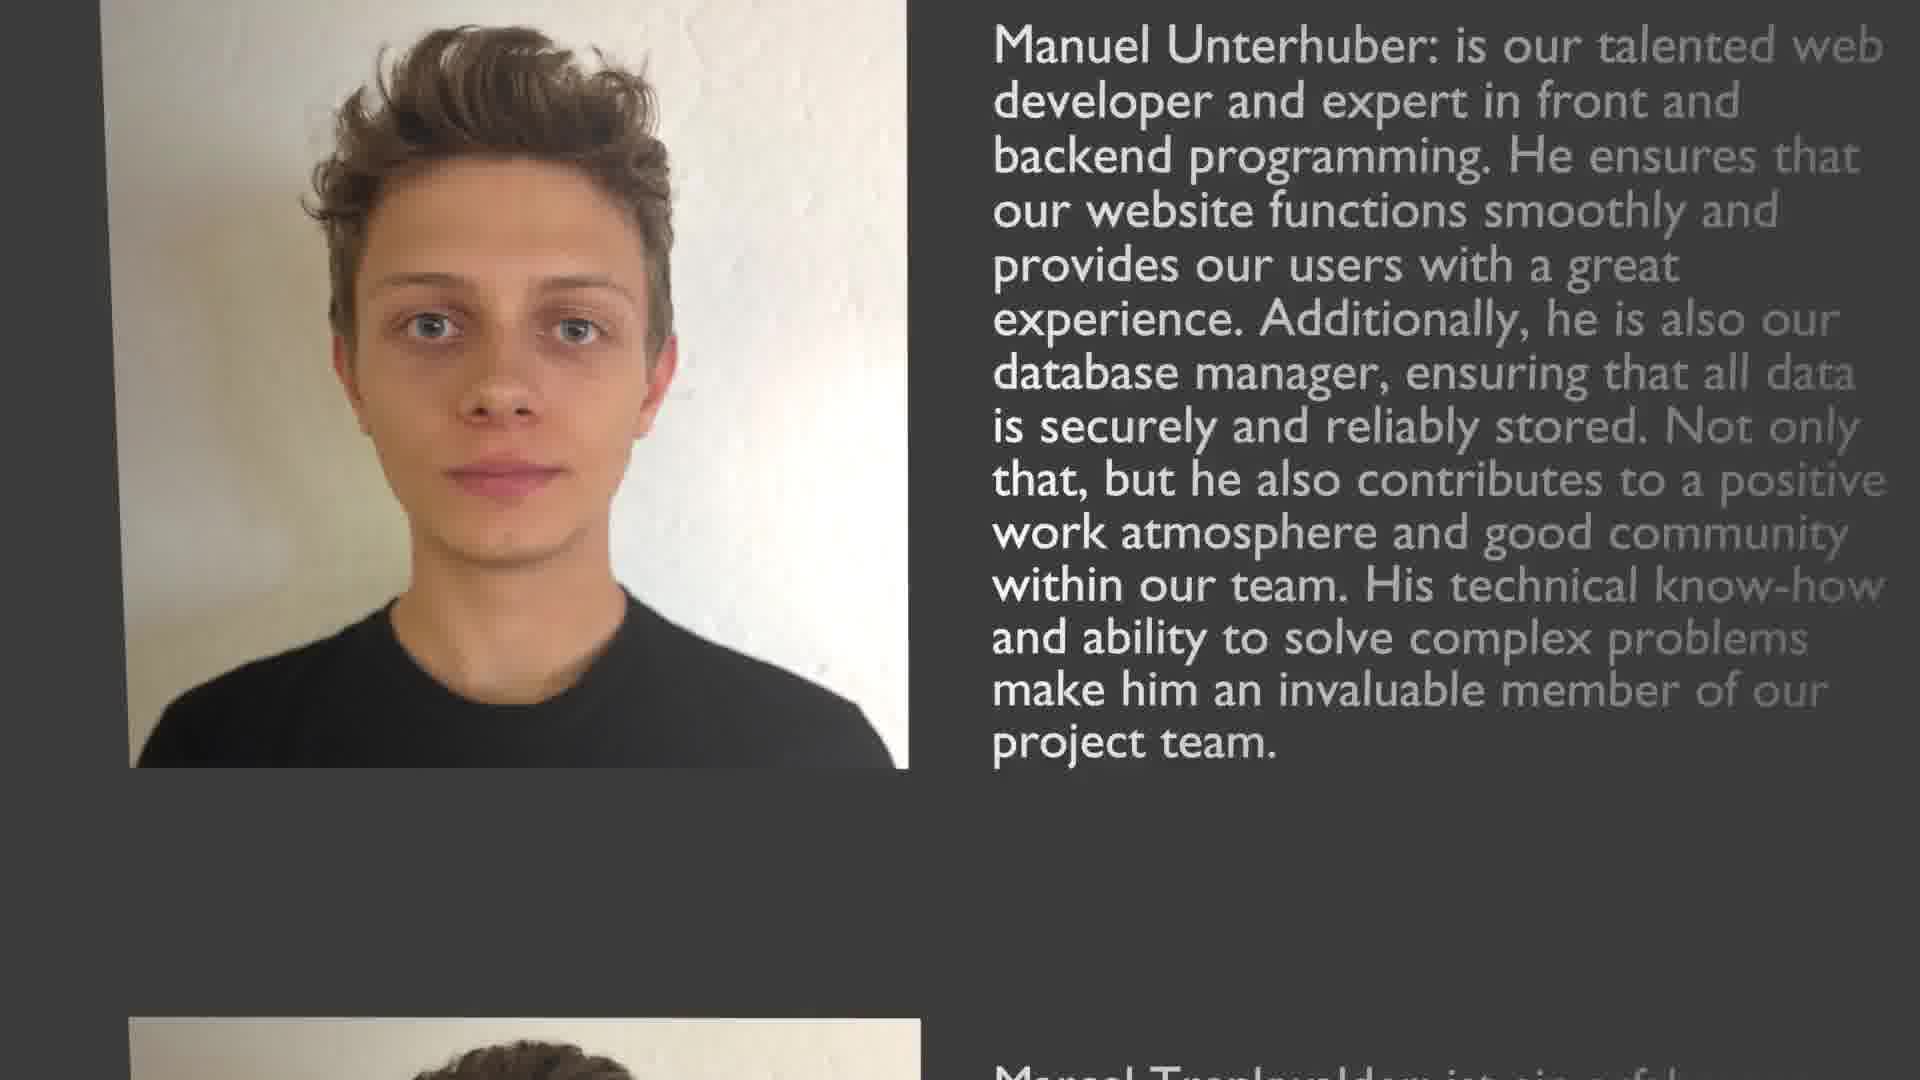 Manuel Unterhuber: is our talented web
developer and expert in front and
backend programming. He ensures that
our website functions smoothly and
provides our users with a great
experience. Additionally, he is also our
database manager, ensuring that all data
is securely and reliably stored. Not only
that, but he also contributes to a positive
work atmosphere and good community
within our team. His technical know-how
and ability to solve complex problems
make him an invaluable member of our
project team.
Marcel ist ein